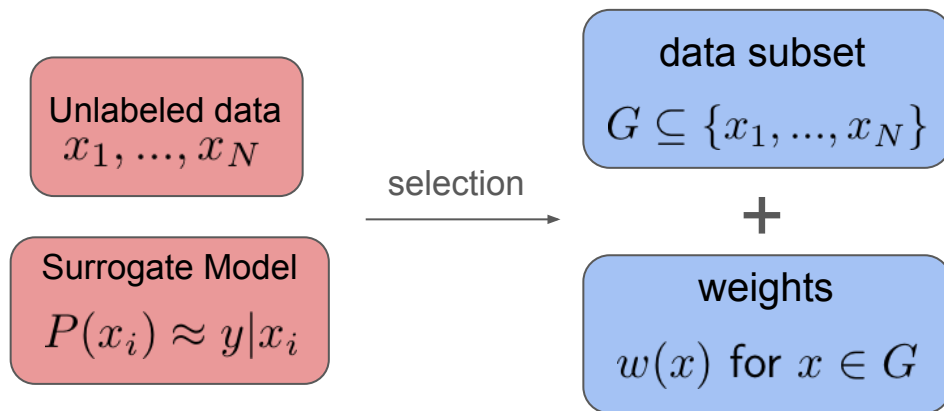 Unlabeled data
x_1, ..., x_N
Surrogate Model
P(x_i) ≈ y|x_i
selection
data subset
G ⊆ {x_1, ..., x_N}
+
weights
w(x) for x ∈ G